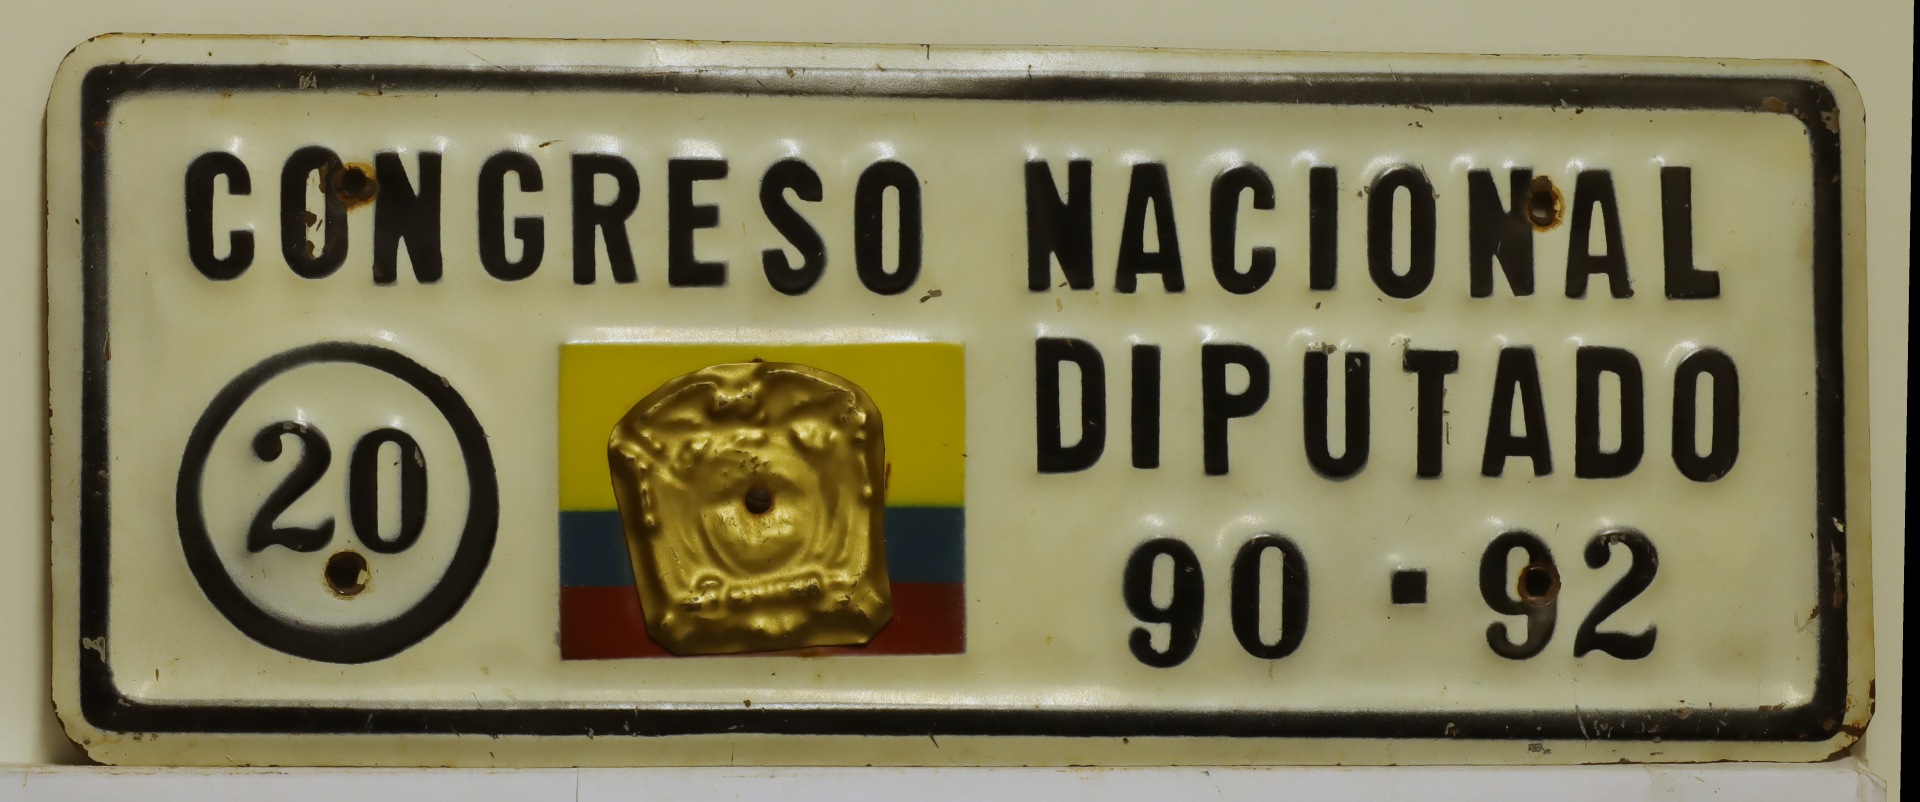 CONGRESO NACIONAL
20
DIPUTADO
90 - 92